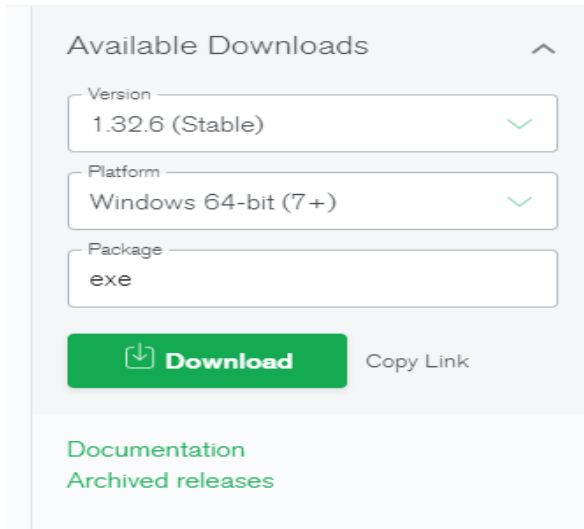 Available Downloads
Version
1.32.6 (Stable)
Platform
Windows 64-bit (7+)
Package
exe
Download
Copy Link
Documentation
Archived releases